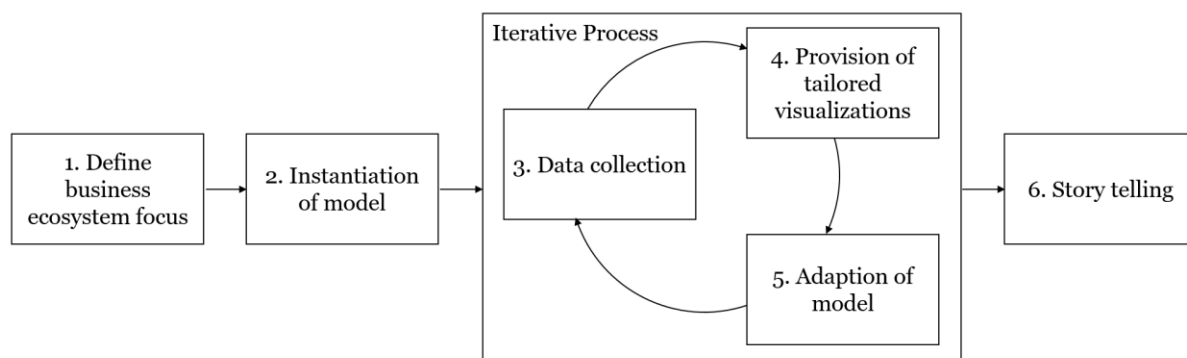 1. Define
business
ecosystem focus
2. Instantiation
of model
Iterative Process
3. Data collection
4. Provision of
tailored
visualizations
5. Adaption of
model
6. Story telling